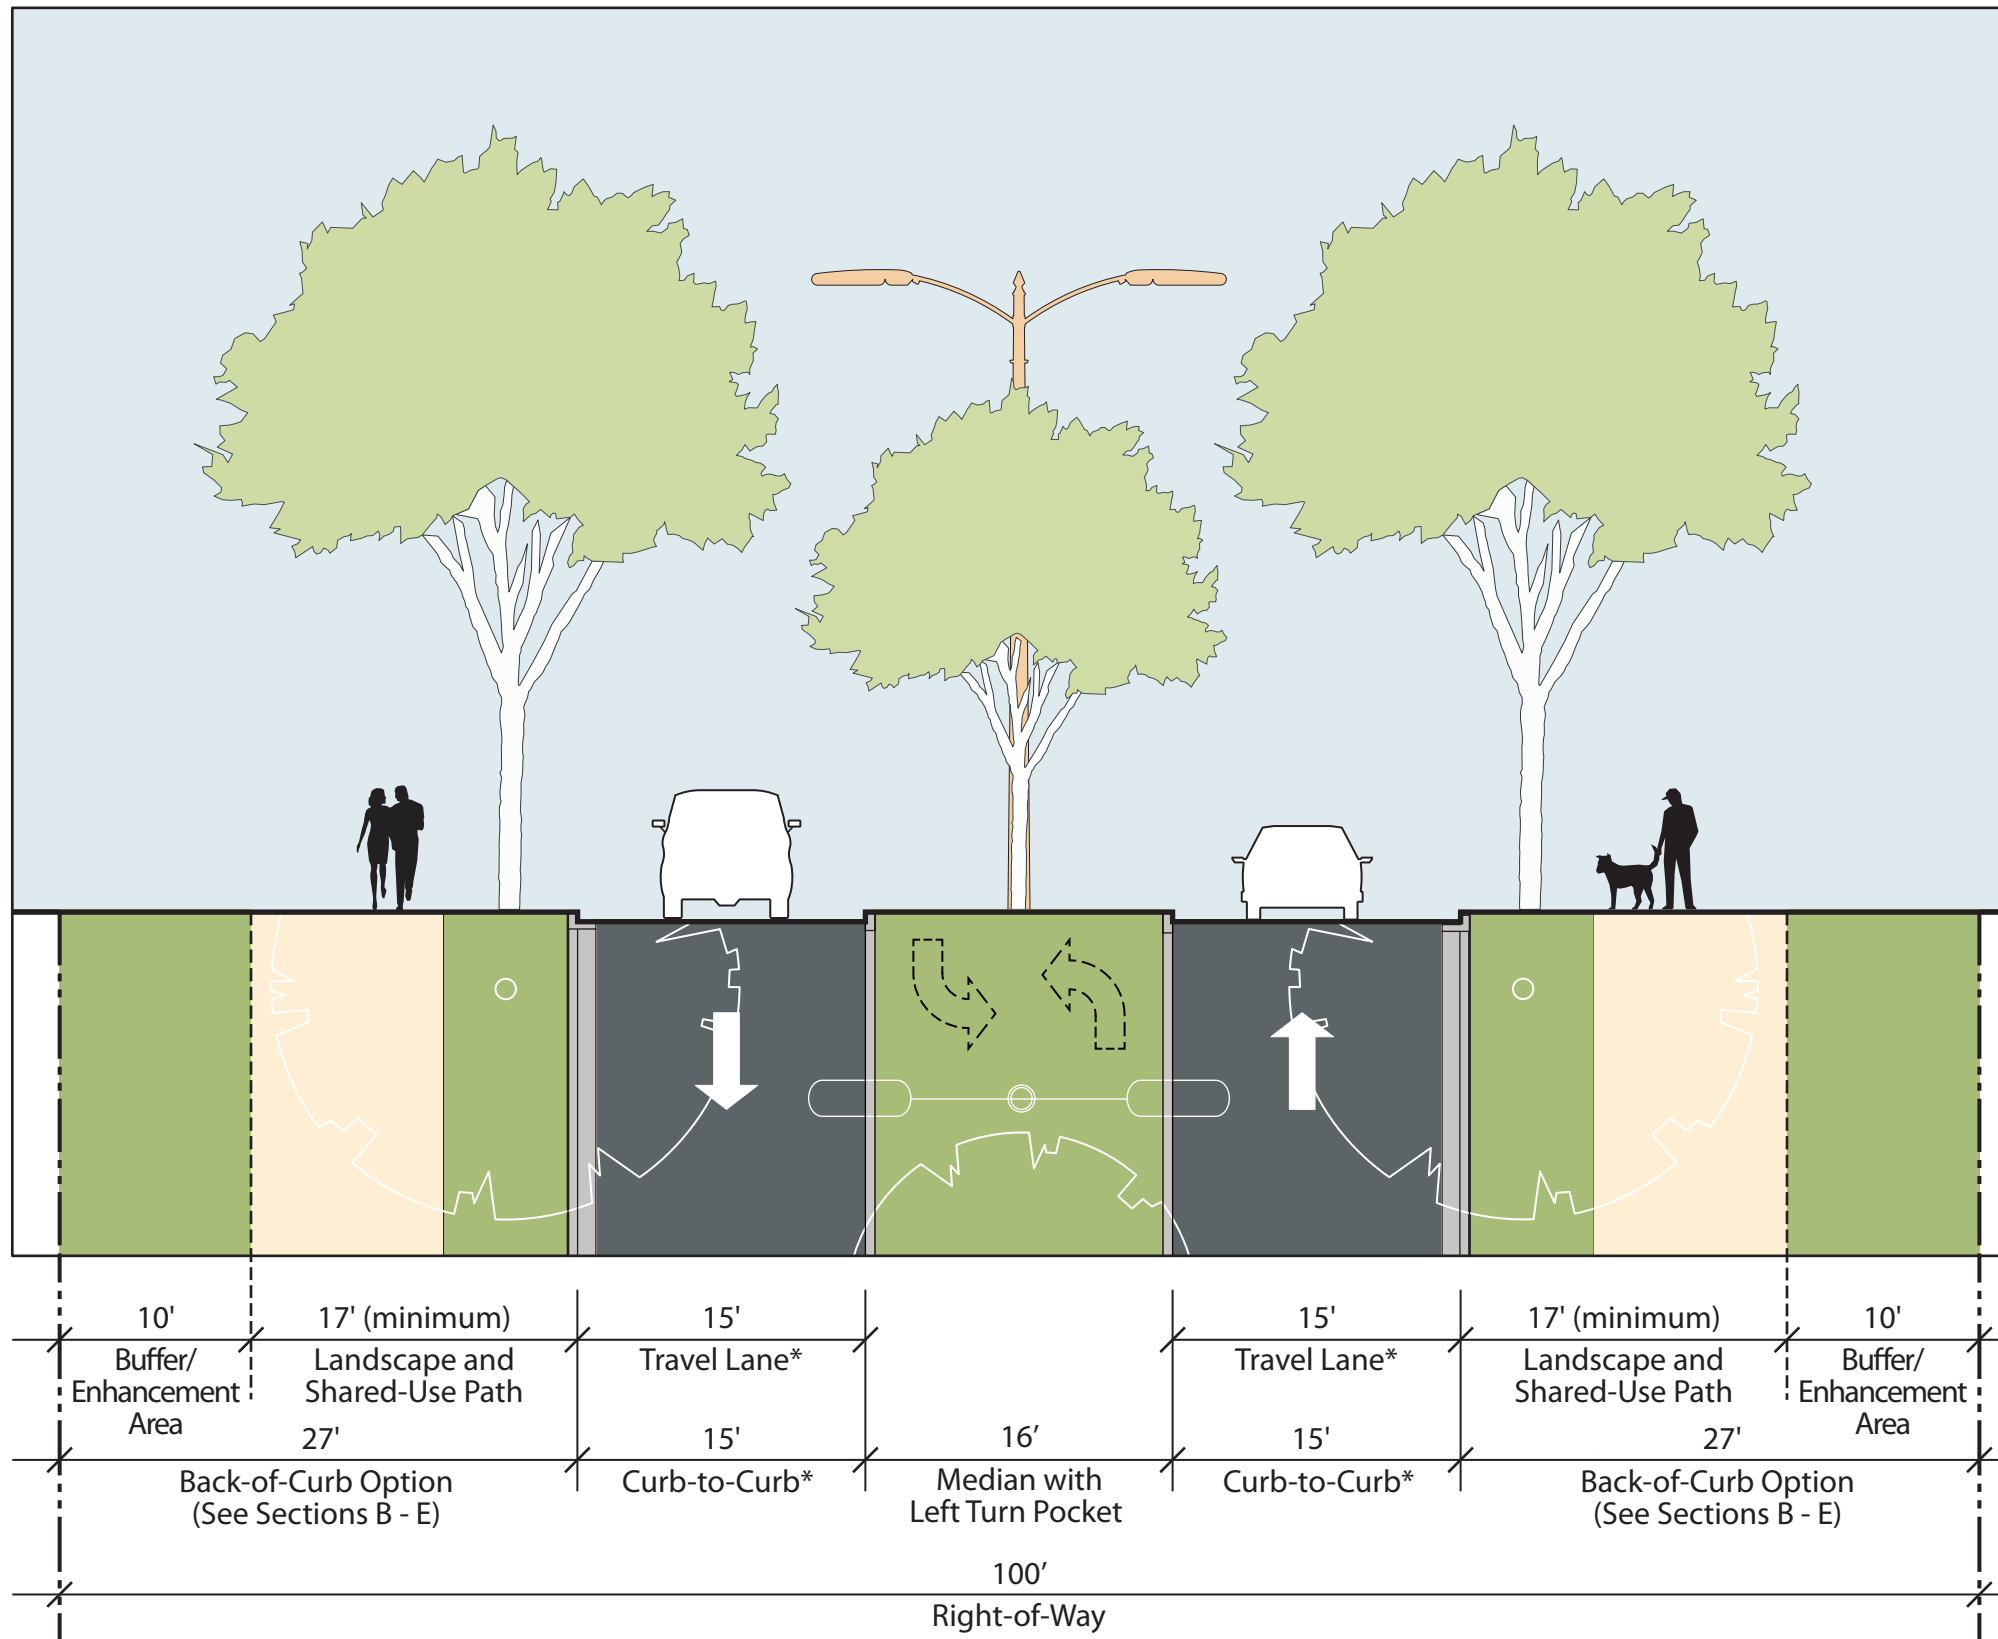 10'
17' (minimum)
15'
15'
17' (minimum)
10'
Buffer/
Enhancement
Area
Landscape and
Shared-Use Path
Travel Lane*
Travel Lane*
Landscape and
Shared-Use Path
Buffer/
Enhancement
Area
27'
15'
16’
15'
27'
Back-of-Curb Option
(See Sections B - E)
Curb-to-Curb*
Median with
Left Turn Pocket
Curb-to-Curb*
Back-of-Curb Option
(See Sections B - E)
100’
Right-of-Way